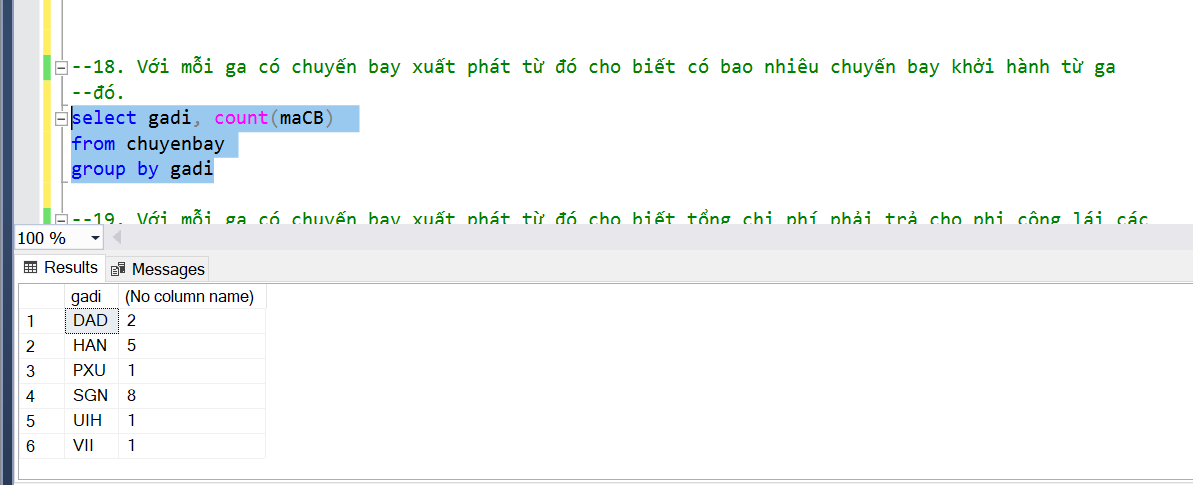 --18. Với mỗi ga có chuyến bay xuất phát từ đó cho biết có bao nhiêu chuyến bay khởi hành từ ga
--đó.
select gadi, count(maCB)
from chuyenbay
group by gadi
--19. Với mỗi ga có chuyến bay xuất phát từ đó cho biết tổng chi phí phải trả cho phi công lái các
100 %
Results Messages
gadi (No column name)
1 DAD 2
2 HAN 5
3 PXU 1
4 SGN 8
5 UIH 1
6 VII 1